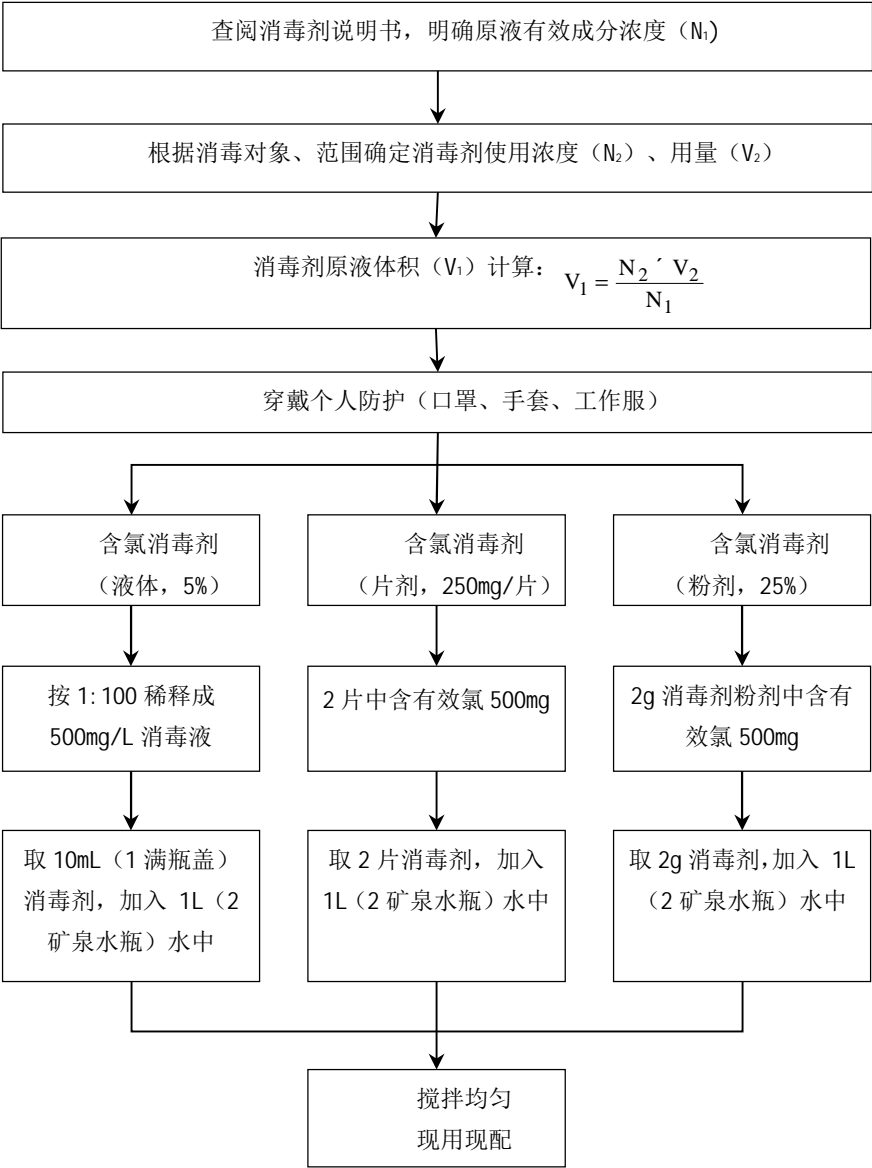 查阅消毒剂说明书，明确原液有效成分浓度（N₁)
根据消毒对象、范围确定消毒剂使用浓度（N₂）、用量（V₂）
消毒剂原液体积（V₁）计算： V₁ = N₂ ´ V₂ / N₁
穿戴个人防护（口罩、手套、工作服）
含氯消毒剂
（液体，5%）
含氯消毒剂
（片剂，250mg/片）
含氯消毒剂
（粉剂，25%）
按 1:100 稀释成
500mg/L 消毒液
2 片中含有效氯 500mg
2g 消毒剂粉剂中含有
效氯 500mg
取 10mL（1 满瓶盖）
消毒剂，加入 1L（2
矿泉水瓶）水中
取 2 片消毒剂，加入
1L（2 矿泉水瓶）水中
取 2g 消毒剂,加入 1L
（2 矿泉水瓶）水中
搅拌均匀
现用现配